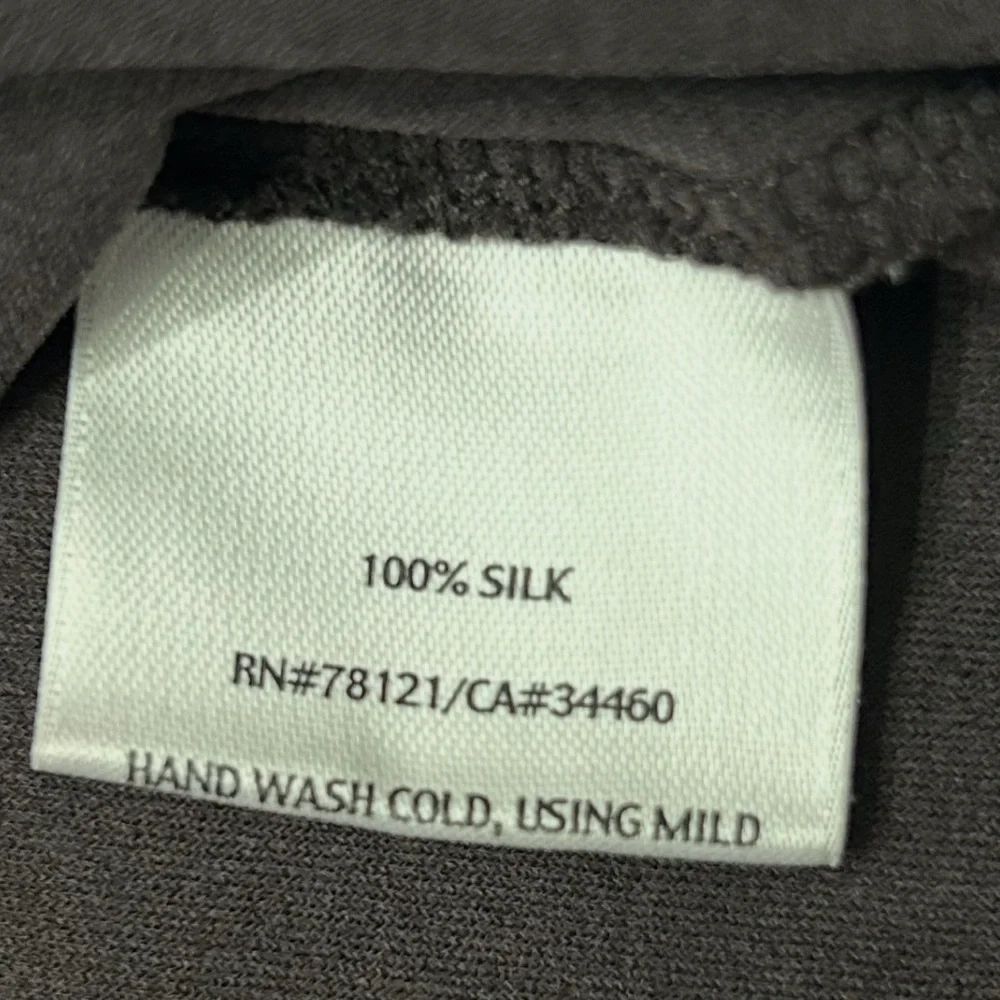 100% SILK
RN#78121/CA#34460
HAND WASH COLD, USING MILD